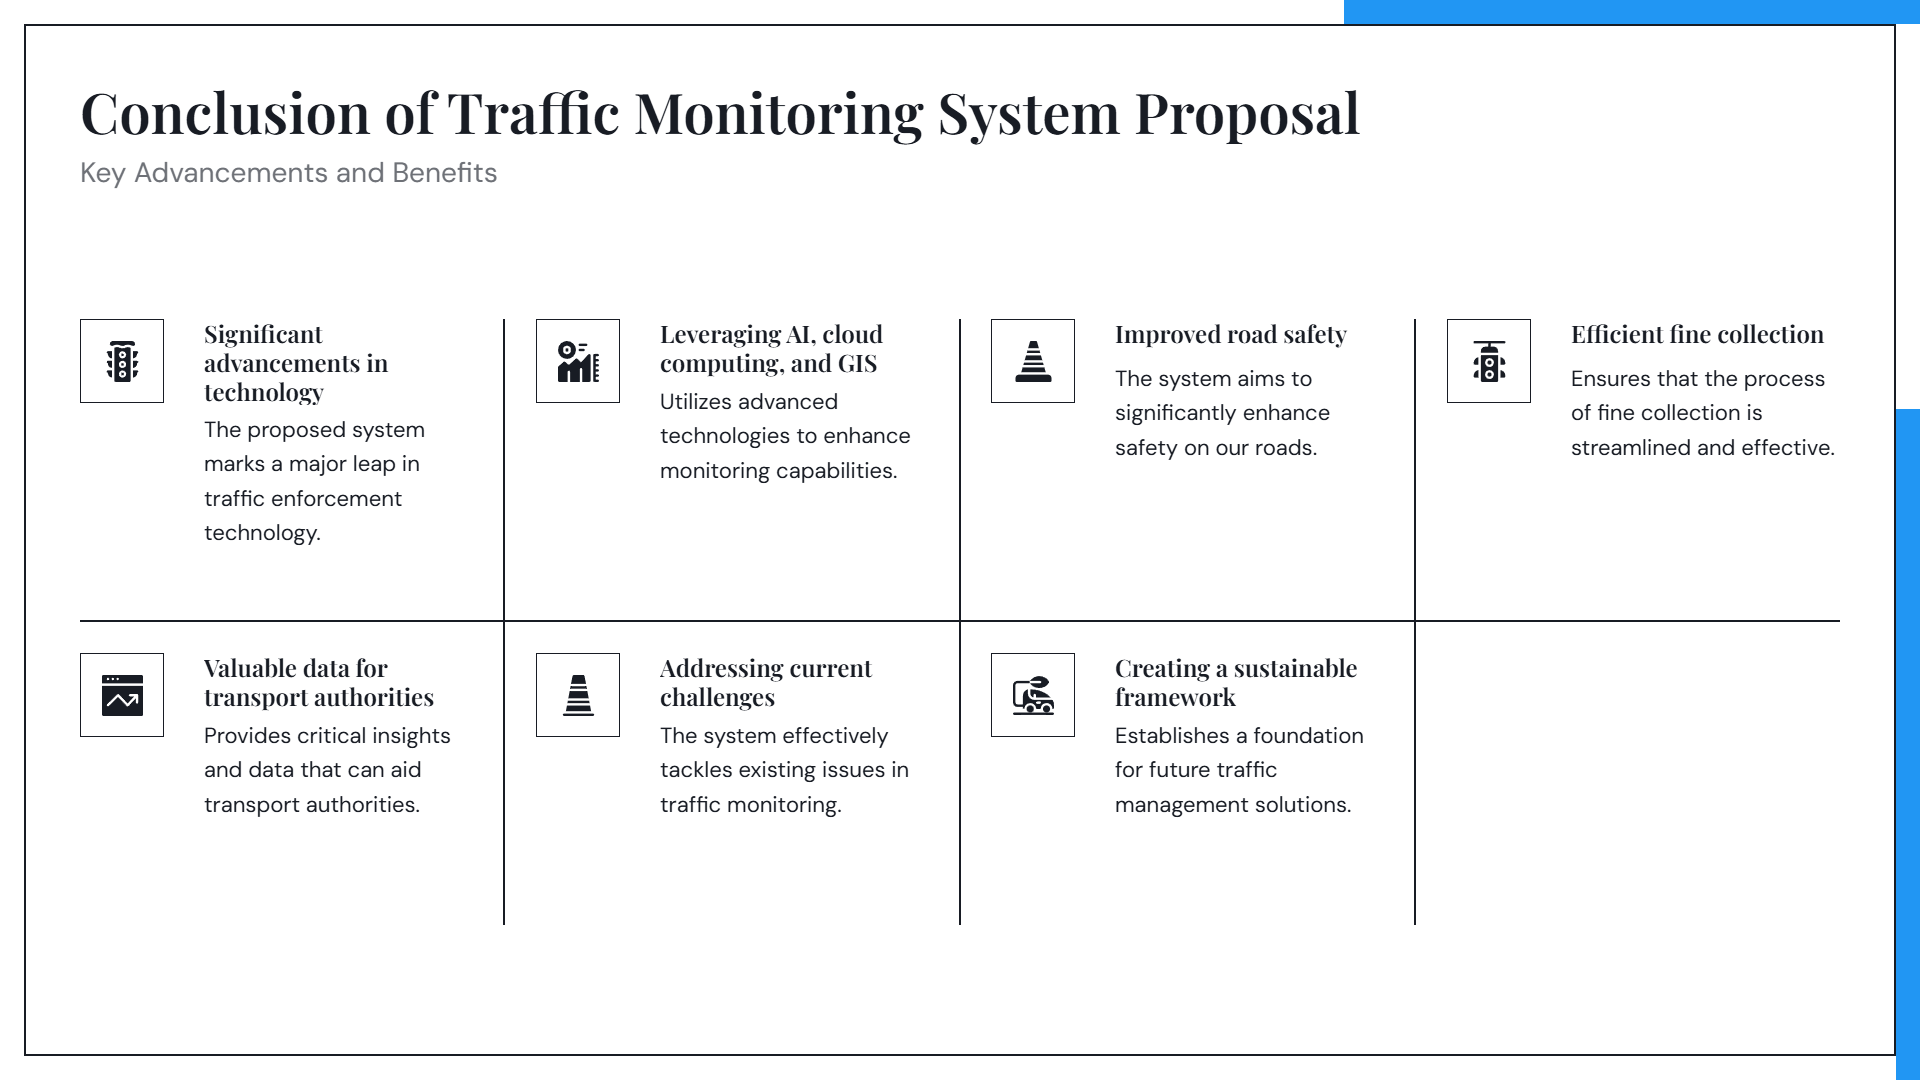 Conclusion of Traffic Monitoring System Proposal
Key Advancements and Benefits
Significant
advancements in
technology
The proposed system
marks a major leap in
traffic enforcement
technology.
Leveraging AI, cloud
computing, and GIS
Utilizes advanced
technologies to enhance
monitoring capabilities.
Improved road safety
The system aims to
significantly enhance
safety on our roads.
Efficient fine collection
Ensures that the process
of fine collection is
streamlined and effective.
Valuable data for
transport authorities
Provides critical insights
and data that can aid
transport authorities.
Addressing current
challenges
The system effectively
tackles existing issues in
traffic monitoring.
Creating a sustainable
framework
Establishes a foundation
for future traffic
management solutions.